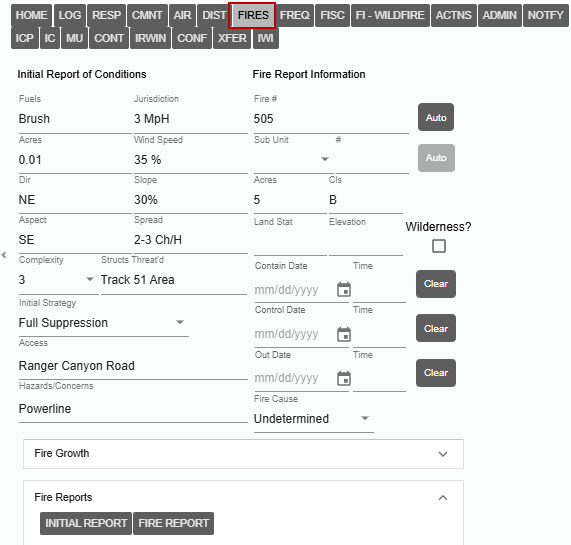 HOME LOG RESP CMNT AIR DIST FIRES FREQ FISC FI - WILDFIRE ACTNS ADMIN NOTFY
ICP IC MU CONT IRWIN CONF XFER IWI
Initial Report of Conditions Fire Report Information
Fuels Jurisdiction Fire #
Brush 3 MpH 505 Auto
Acres Wind Speed Sub Unit #
0.01 35 % Auto
Dir Slope Acres Cls
NE 30% 5 B
Aspect Spread Land Stat Elevation Wilderness?
SE 2-3 Ch/H
Complexity Structs Threat'd Contain Date Time
3 Track 51 Area mm/dd/yyyy Clear
Initial Strategy Control Date Time
Full Suppression mm/dd/yyyy Clear
Access Out Date Time
Ranger Canyon Road mm/dd/yyyy Clear
Hazards/Concerns Fire Cause
Powerline Undetermined
Fire Growth
Fire Reports
INITIAL REPORT FIRE REPORT